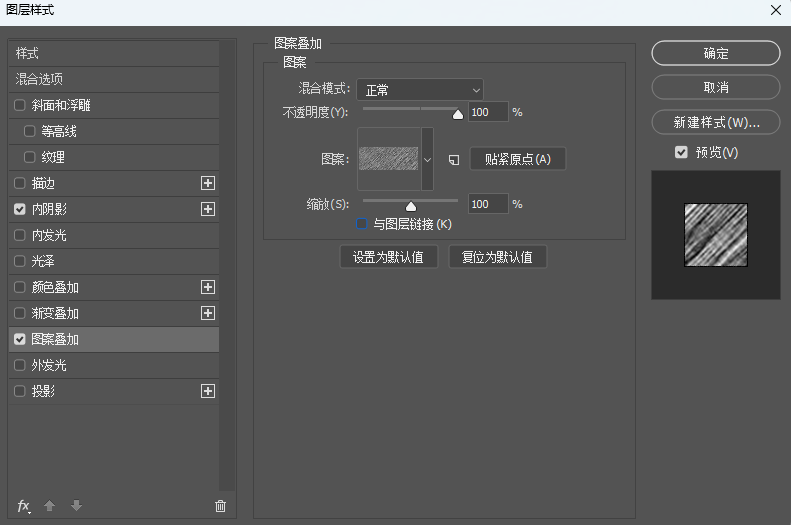 图层样式
样式
混合选项
斜面和浮雕
等高线
纹理
描边
内阴影
内发光
光泽
颜色叠加
渐变叠加
图案叠加
外发光
投影
fx
图案叠加
图案
混合模式: 正常
不透明度(Y): 100 %
图案: 贴紧原点(A)
缩放(S): 100 %
与图层链接(K)
设置为默认值 复位为默认值
确定
取消
新建样式(W)...
预览(V)